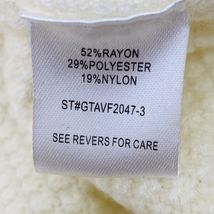 52%RAYON
29%POLYESTER
19%NYLON
ST#GTAVF2047-3
SEE REVERS FOR CARE